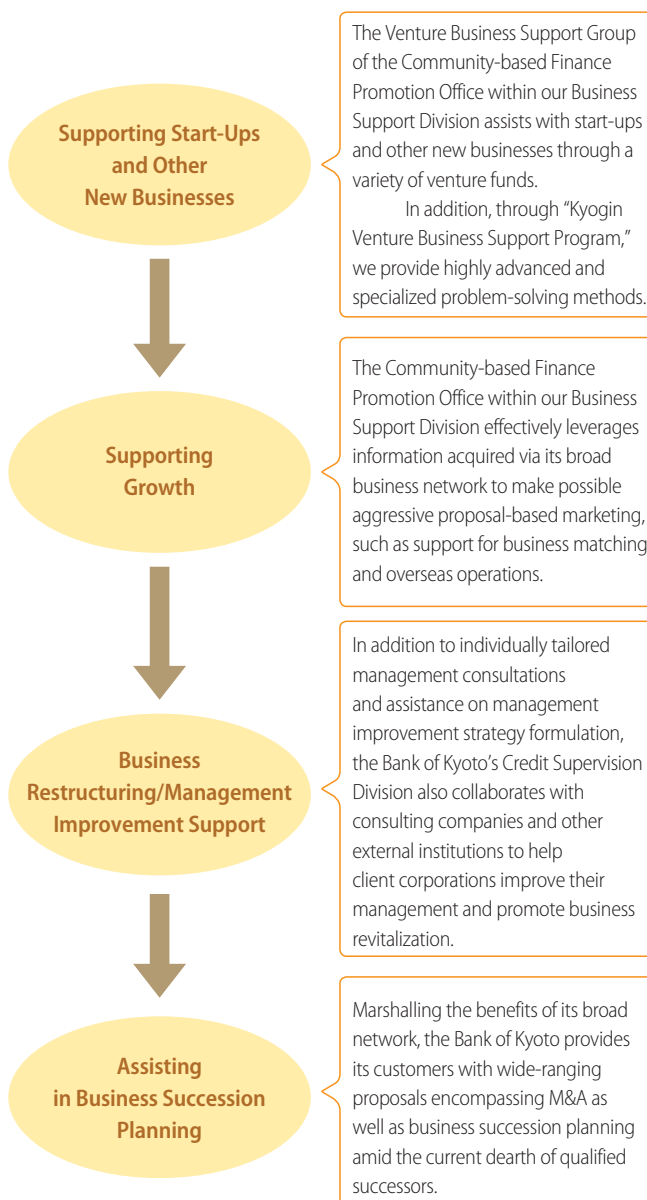 Supporting Start-Ups
and Other
New Businesses
The Venture Business Support Group
of the Community-based Finance
Promotion Office within our Business
Support Division assists with start-ups
and other new businesses through a
variety of venture funds.
In addition, through “Kyogin
Venture Business Support Program,”
we provide highly advanced and
specialized problem-solving methods.
Supporting
Growth
The Community-based Finance
Promotion Office within our Business
Support Division effectively leverages
information acquired via its broad
business network to make possible
aggressive proposal-based marketing,
such as support for business matching
and overseas operations.
Business
Restructuring/Management
Improvement Support
In addition to individually tailored
management consultations
and assistance on management
improvement strategy formulation,
the Bank of Kyoto’s Credit Supervision
Division also collaborates with
consulting companies and other
external institutions to help
client corporations improve their
management and promote business
revitalization.
Assisting
in Business Succession
Planning
Marshalling the benefits of its broad
network, the Bank of Kyoto provides
its customers with wide-ranging
proposals encompassing M&A as
well as business succession planning
amid the current dearth of qualified
successors.